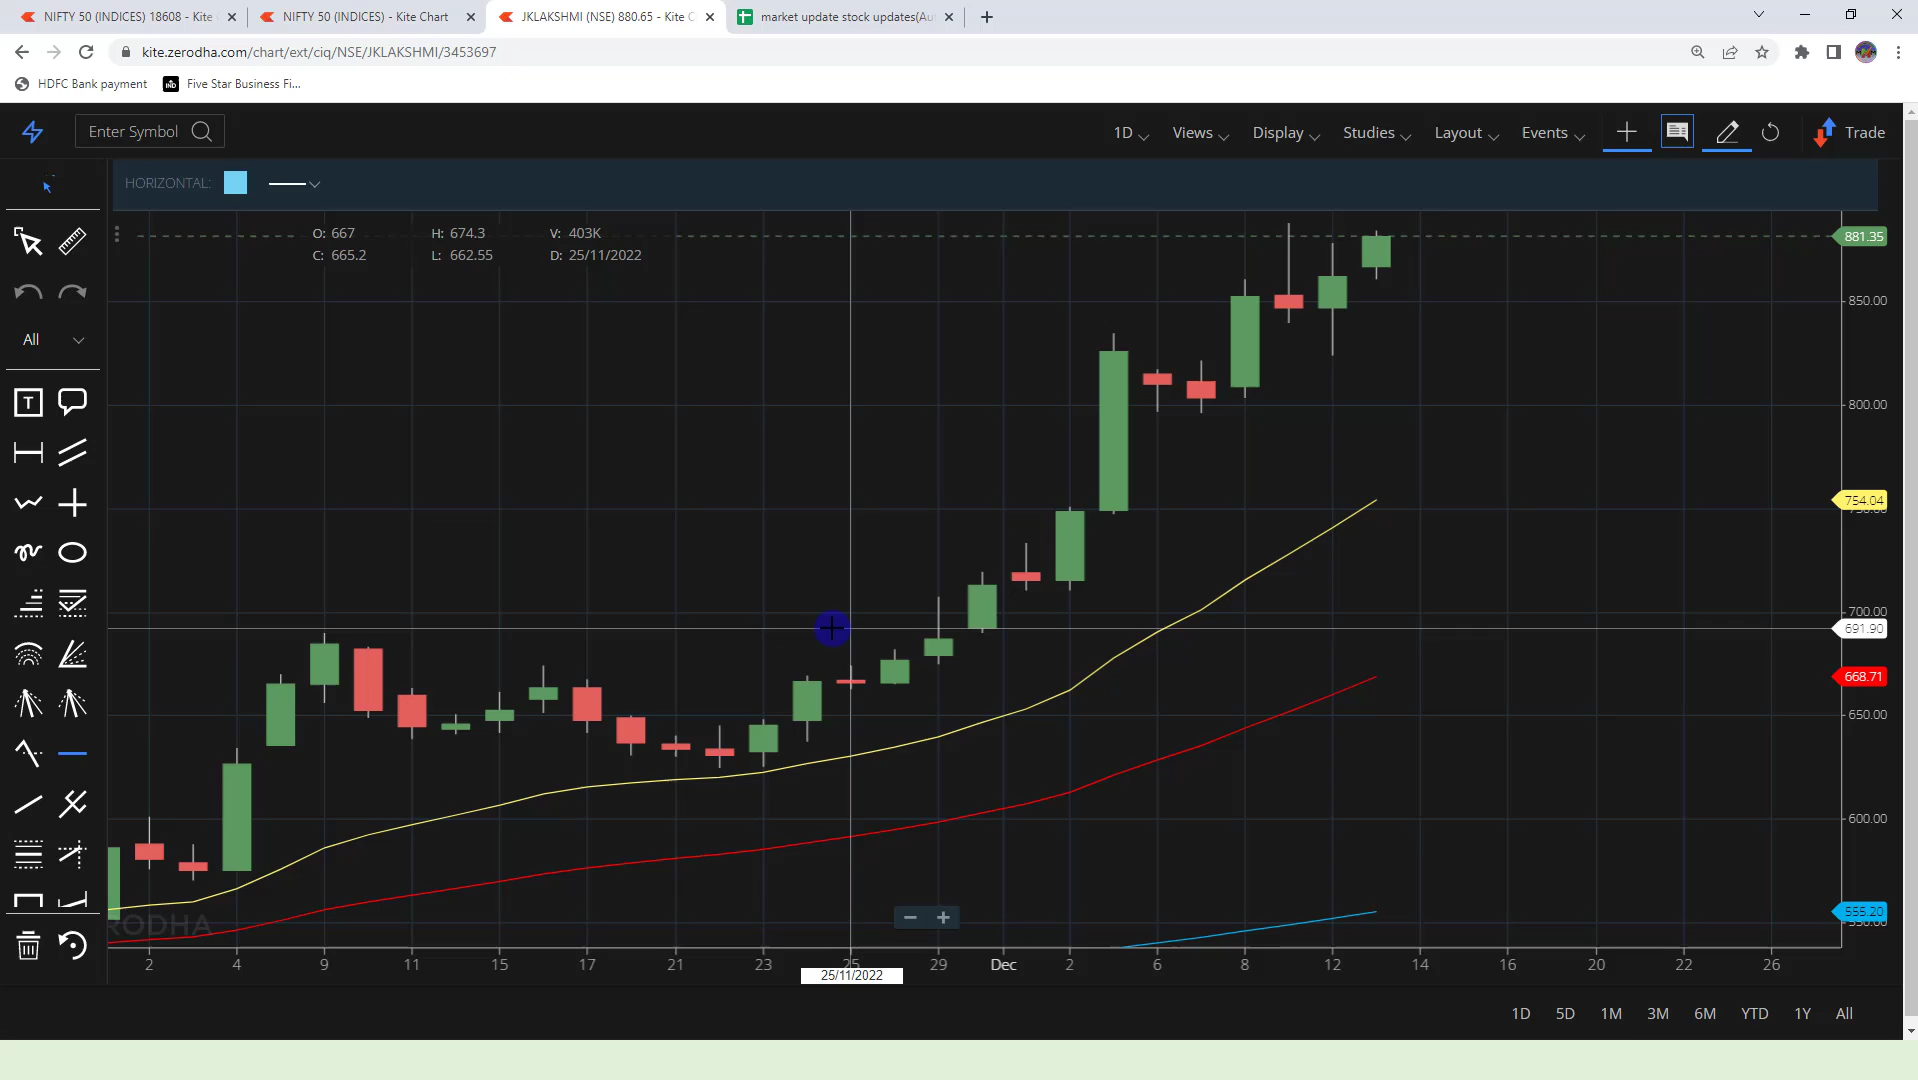 NIFTY 50 (INDICES) 18608 - Kite
NIFTY 50 (INDICES) - Kite Chart
JKLAKSHMI (NSE) 880.65 - Kite C
market update stock updates(Au
kite.zerodha.com/chart/ext/ciq/NSE/JKLAKSHMI/3453697
HDFC Bank payment
Five Star Business Fi...
Enter Symbol
1D
Views
Display
Studies
Layout
Events
Trade
HORIZONTAL:
O: 667 H: 674.3 V: 403K
C: 665.2 L: 662.55 D: 25/11/2022
All
T
881.35
850.00
800.00
754.04
700.00
691.90
668.71
650.00
600.00
555.20
RODHA
2 4 9 11 15 17 21 23 25 29 Dec 2 6 8 12 14 16 20 22 26
25/11/2022
1D 5D 1M 3M 6M YTD 1Y All